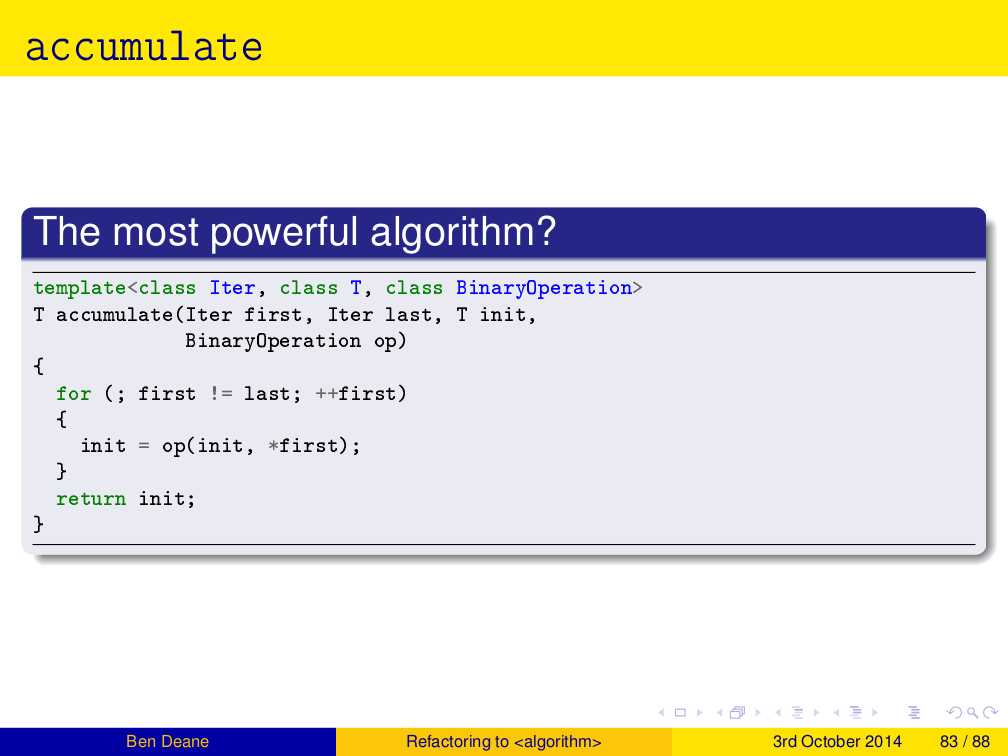 accumulate
The most powerful algorithm?
template<class Iter, class T, class BinaryOperation>
T accumulate(Iter first, Iter last, T init,
             BinaryOperation op)
{
  for (; first != last; ++first)
  {
    init = op(init, *first);
  }
  return init;
}
Ben Deane Refactoring to <algorithm> 3rd October 2014 83 / 88